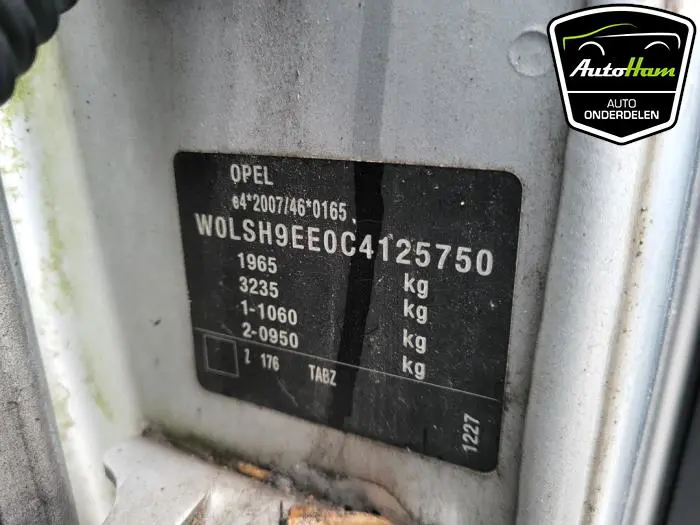 AutoHam
AUTO
ONDERDELEN
OPEL
e4*2007/46*0165
W0LSH9EE0C4125750
1965 kg
3235 kg
1-1060 kg
2-0950 kg
Z 176 TABZ
1227